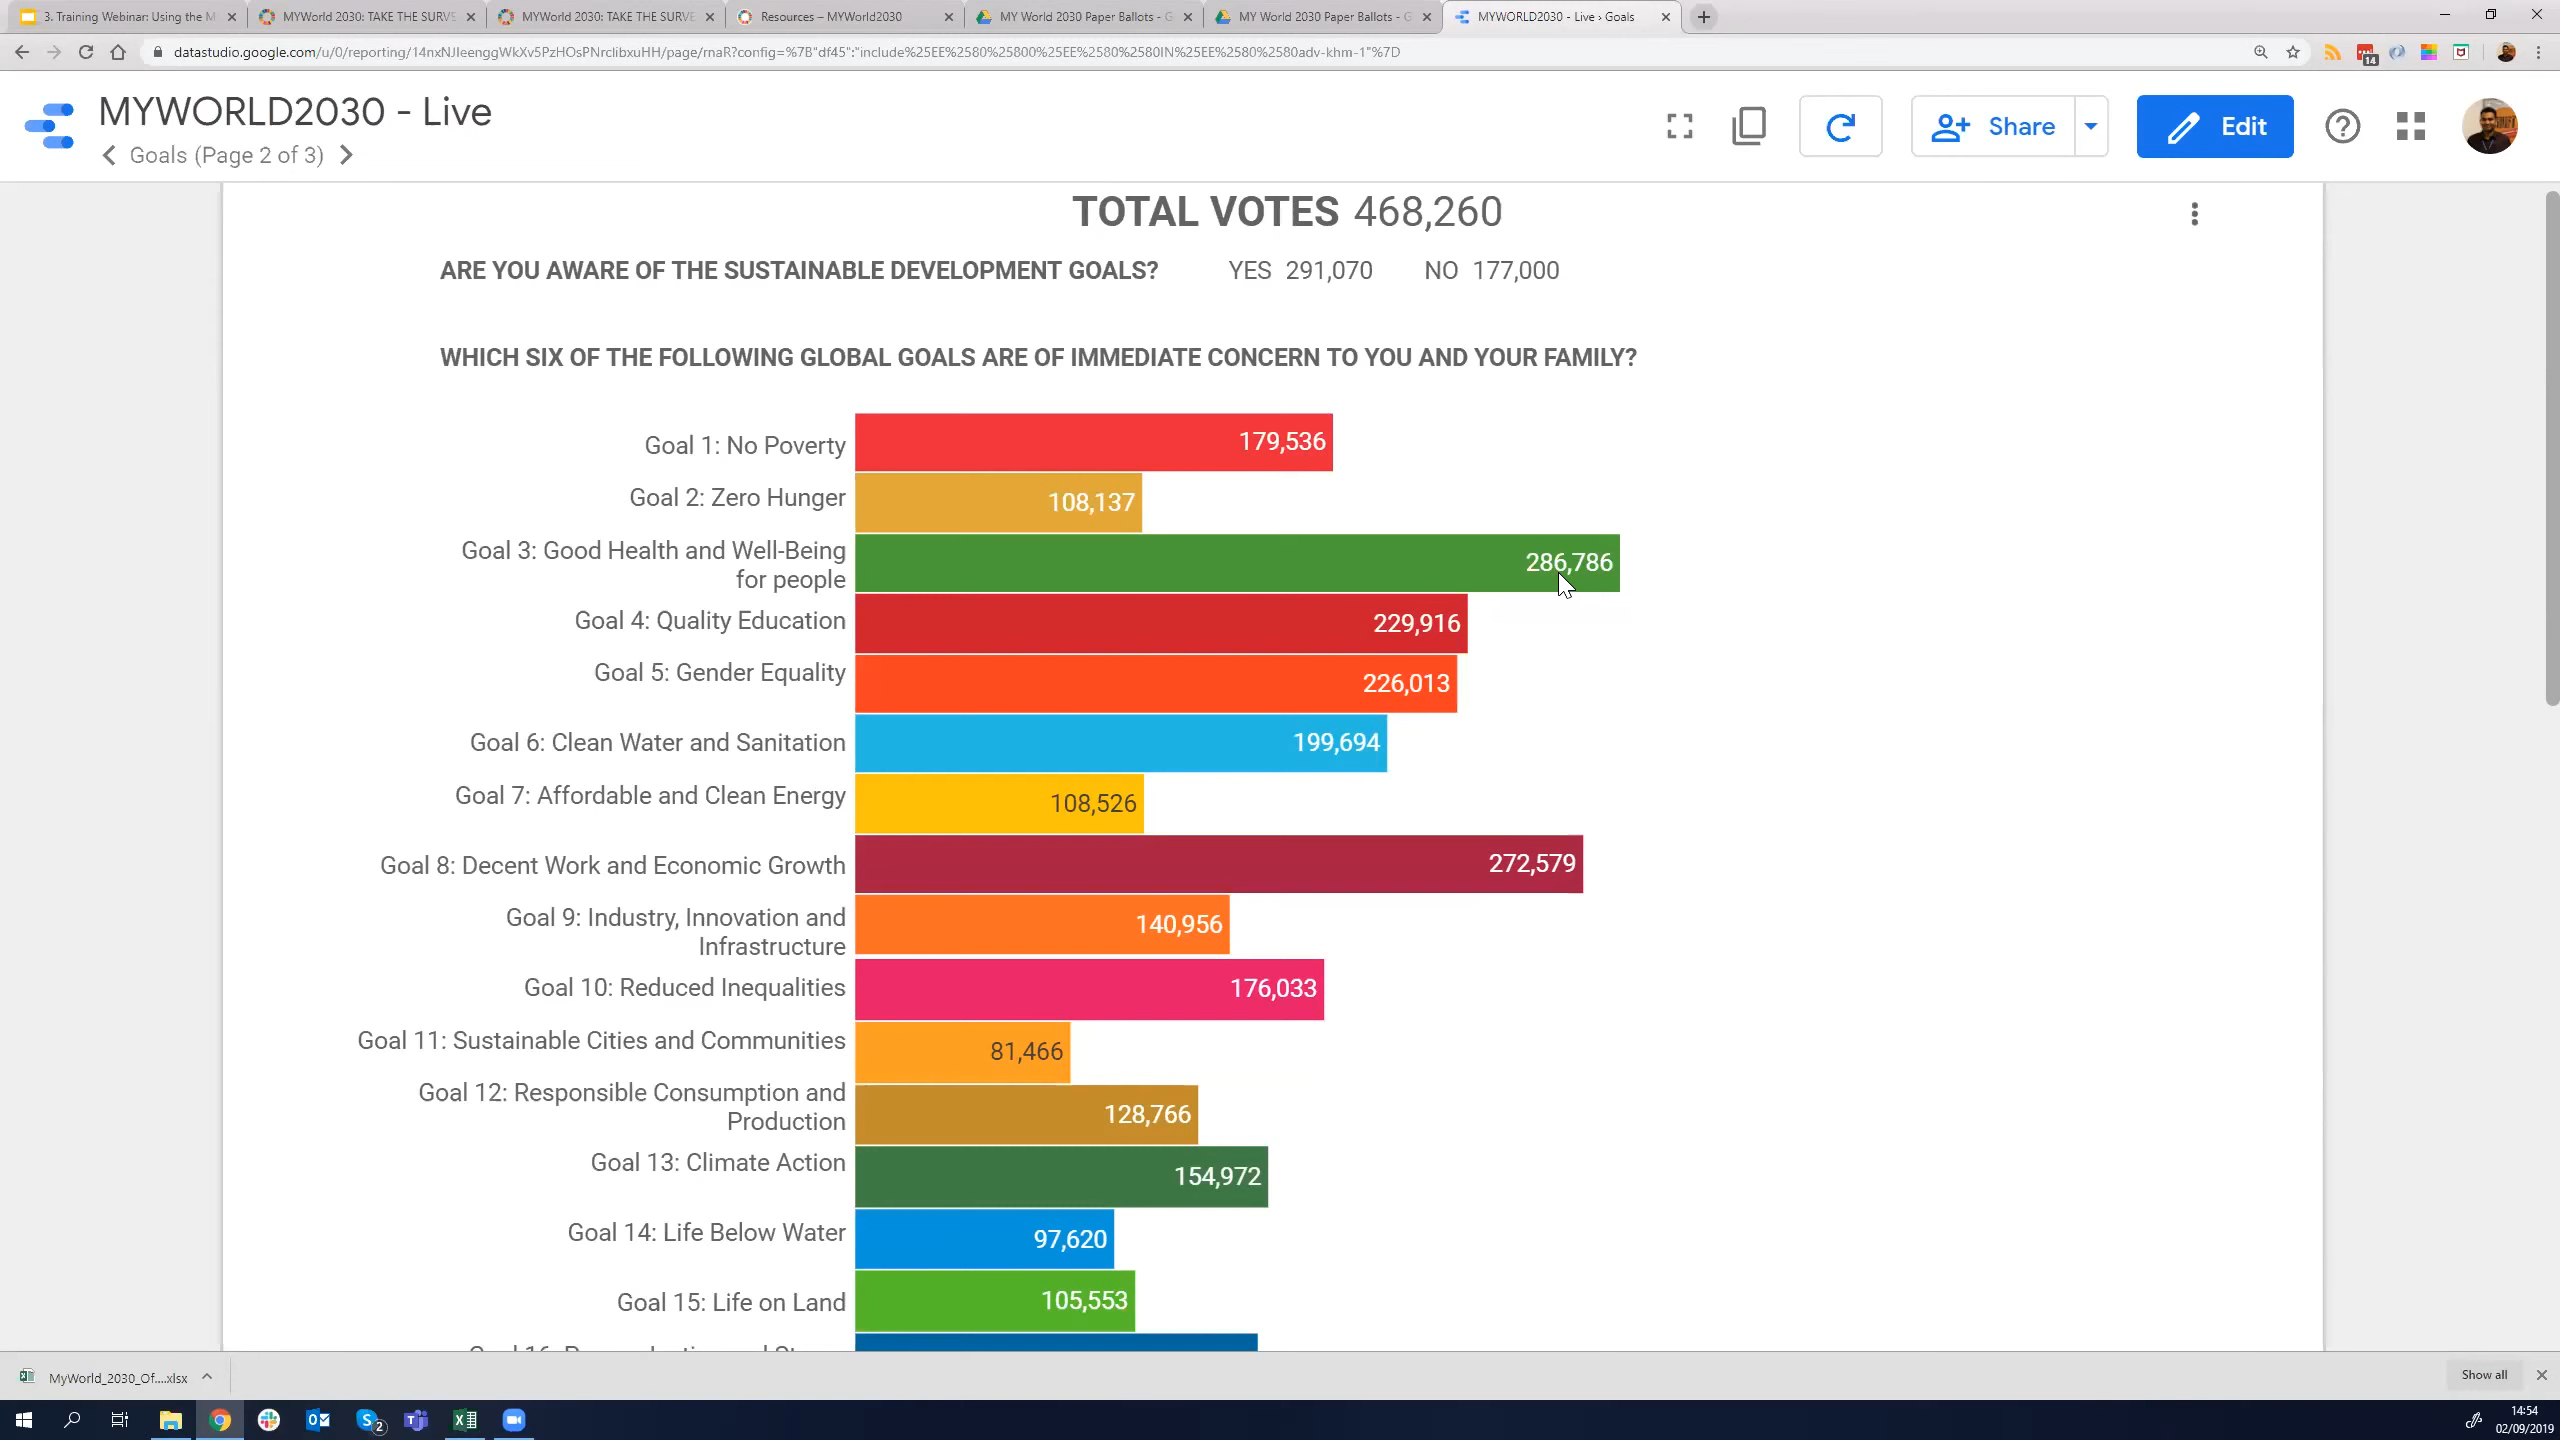 3. Training Webinar: Using the M
MYWorld 2030: TAKE THE SURVE
MYWorld 2030: TAKE THE SURVE
Resources – MYWorld2030
MY World 2030 Paper Ballots - G
MY World 2030 Paper Ballots - G
MYWORLD2030 - Live › Goals
datastudio.google.com/u/0/reporting/14nxNJIeenggWkXv5PzHOsPNrcIibxuHH/page/rnaR?config=%7B"df45":"include%25EE%2580%25800%25EE%2580%2580IN%25EE%2580%2580adv-khm-1"%7D
14
MYWORLD2030 - Live
Goals (Page 2 of 3)
Share
Edit
TOTAL VOTES 468,260
ARE YOU AWARE OF THE SUSTAINABLE DEVELOPMENT GOALS? YES 291,070 NO 177,000
WHICH SIX OF THE FOLLOWING GLOBAL GOALS ARE OF IMMEDIATE CONCERN TO YOU AND YOUR FAMILY?
Goal 1: No Poverty 179,536
Goal 2: Zero Hunger 108,137
Goal 3: Good Health and Well-Being
for people 286,786
Goal 4: Quality Education 229,916
Goal 5: Gender Equality 226,013
Goal 6: Clean Water and Sanitation 199,694
Goal 7: Affordable and Clean Energy 108,526
Goal 8: Decent Work and Economic Growth 272,579
Goal 9: Industry, Innovation and
Infrastructure 140,956
Goal 10: Reduced Inequalities 176,033
Goal 11: Sustainable Cities and Communities 81,466
Goal 12: Responsible Consumption and
Production 128,766
Goal 13: Climate Action 154,972
Goal 14: Life Below Water 97,620
Goal 15: Life on Land 105,553
MyWorld_2030_Of....xlsx
Show all
2
14:54
02/09/2019